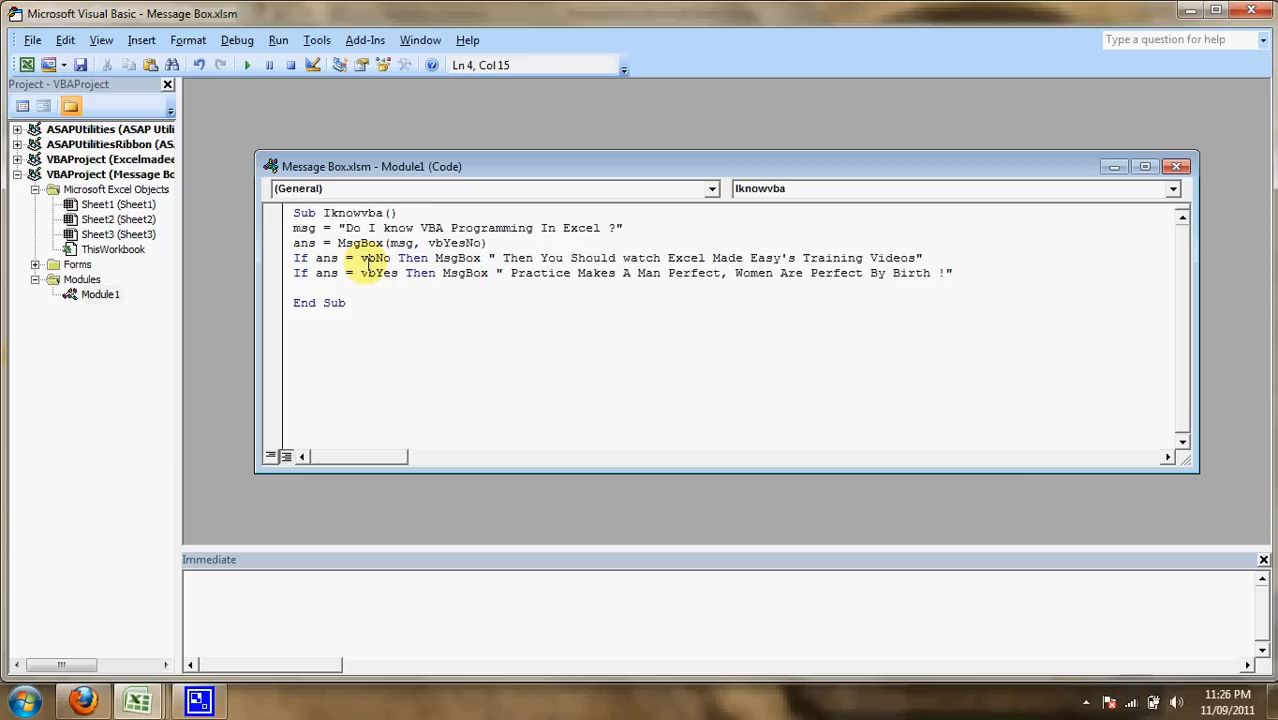 Microsoft Visual Basic - Message Box.xlsm
File Edit View Insert Format Debug Run Tools Add-Ins Window Help
Type a question for help
Ln 4, Col 15
Project - VBAProject
ASAPUtilities (ASAP Utili
ASAPUtilitiesRibbon (AS
VBAProject (Excelmadee
VBAProject (Message Bo
Microsoft Excel Objects
Sheet1 (Sheet1)
Sheet2 (Sheet2)
Sheet3 (Sheet3)
ThisWorkbook
Forms
Modules
Module1
Message Box.xlsm - Module1 (Code)
(General)
Iknowvba
Sub Iknowvba()
msg = "Do I know VBA Programming In Excel ?"
ans = MsgBox(msg, vbYesNo)
If ans = vbNo Then MsgBox " Then You Should watch Excel Made Easy's Training Videos"
If ans = vbYes Then MsgBox " Practice Makes A Man Perfect, Women Are Perfect By Birth !"
End Sub
Immediate
11:26 PM
11/09/2011